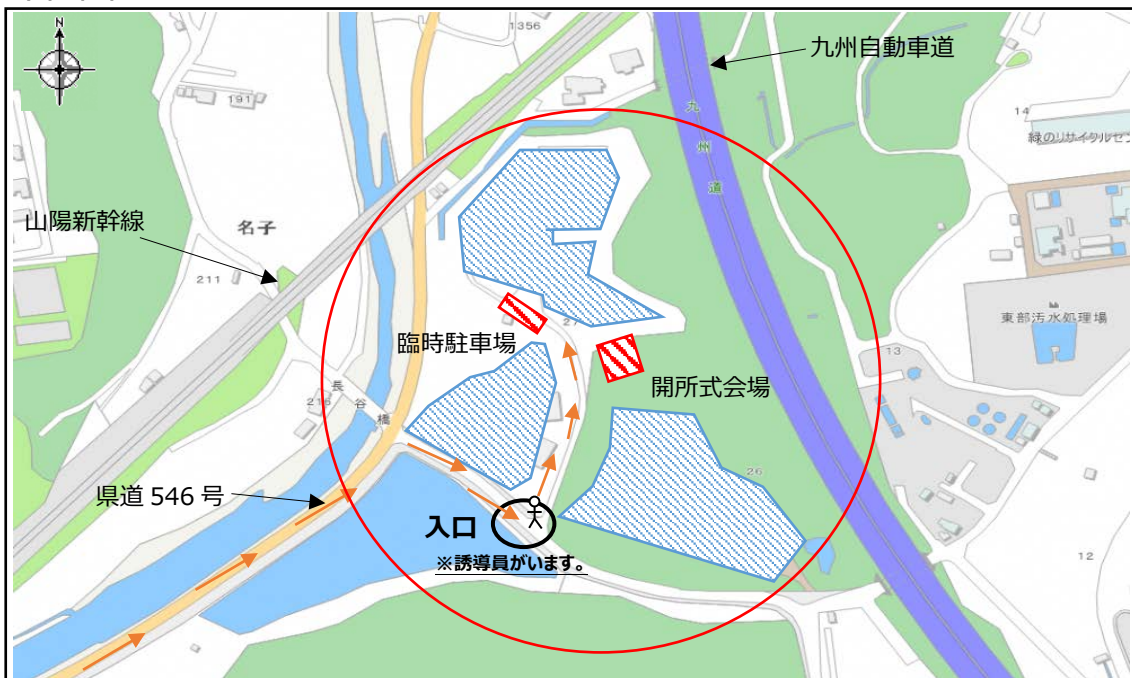 N
1356
九州自動車道
191
14
緑のリサイクルセン
九
州
道
山陽新幹線
名子
211
27
東部汚水処理場
臨時駐車場
13
開所式会場
長
谷
橋
216
26
県道 546 号
入口
※誘導員がいます。
12